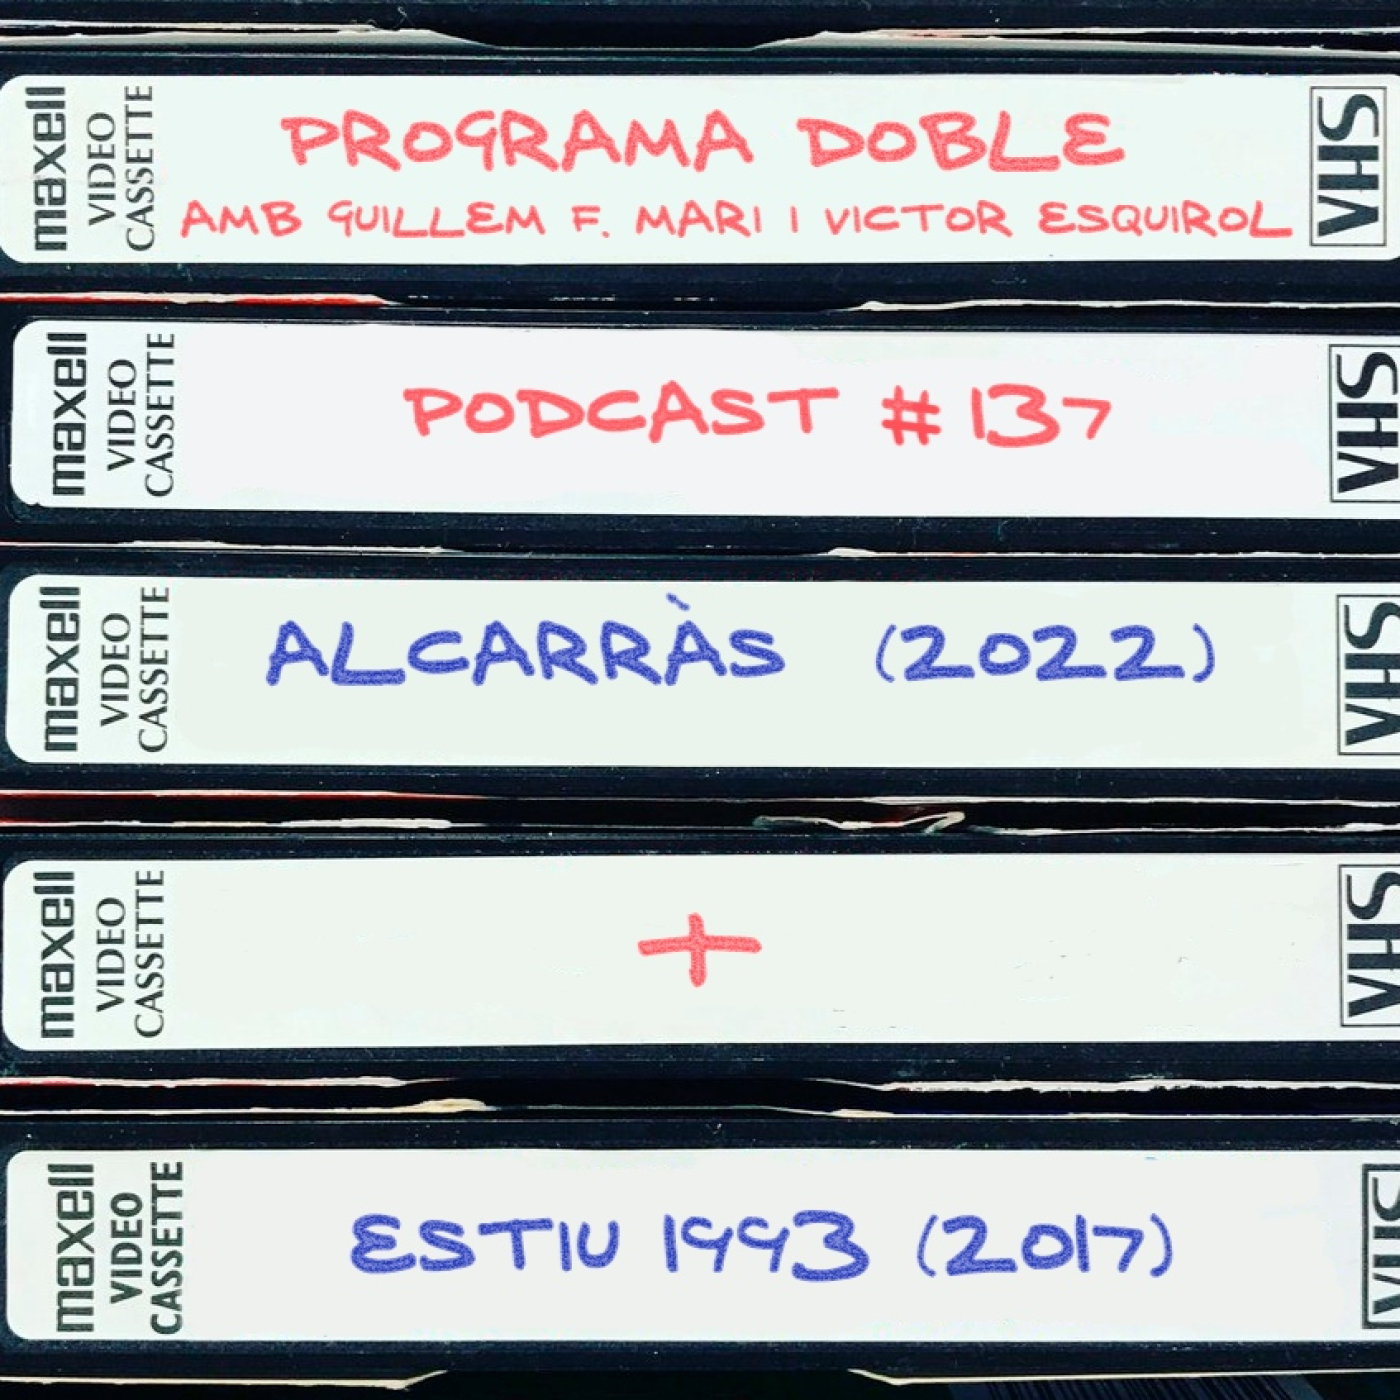 maxell
VIDEO
CASSETTE
PROGRAMA DOBLE
AMB GUILLEM F. MARI I VICTOR ESQUIROL
VHS
maxell
VIDEO
CASSETTE
PODCAST #137
VHS
maxell
VIDEO
CASSETTE
ALCARRÀS (2022)
VHS
maxell
VIDEO
CASSETTE
+
VHS
maxell
VIDEO
CASSETTE
ESTIU 1993 (2017)
VHS